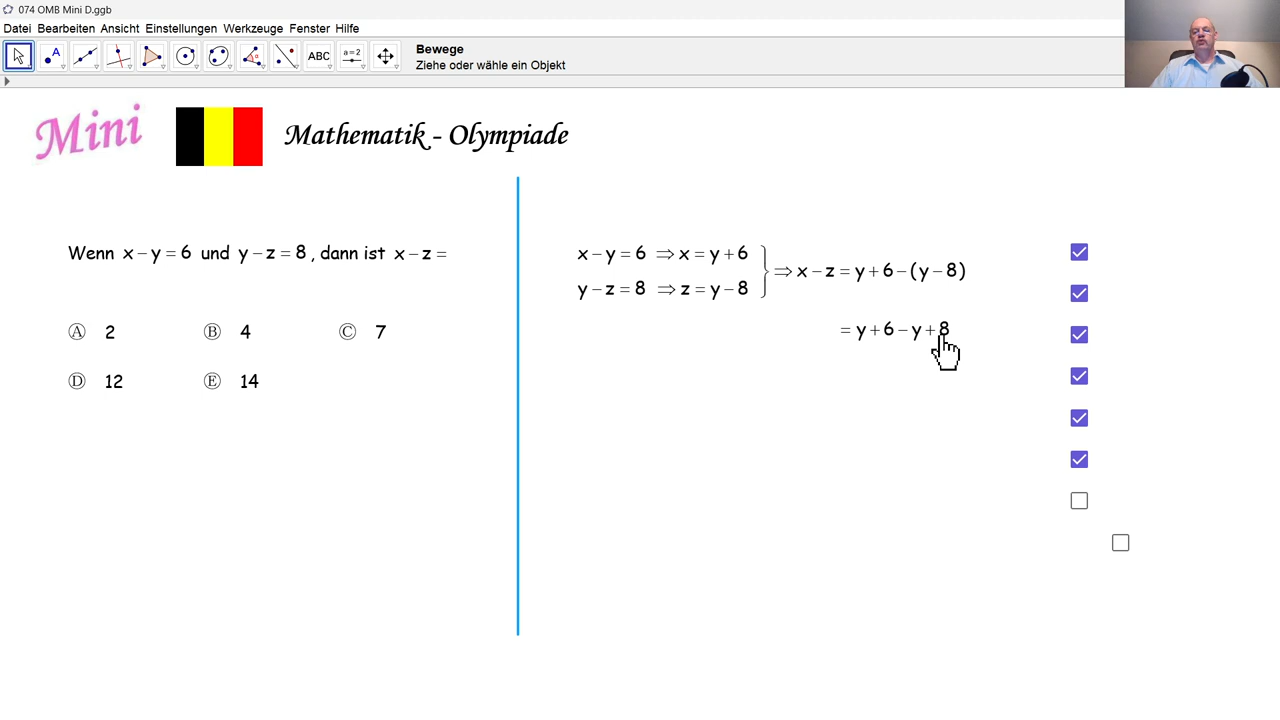 074 OMB Mini D.ggb
Datei Bearbeiten Ansicht Einstellungen Werkzeuge Fenster Hilfe
A ABC a = 2
Bewege
Ziehe oder wähle ein Objekt
Mini
Mathematik - Olympiade
Wenn x − y = 6 und y − z = 8 , dann ist x − z =
Ⓐ 2 Ⓑ 4 Ⓒ 7
Ⓓ 12 Ⓔ 14
x − y = 6 ⇒ x = y + 6
y − z = 8 ⇒ z = y − 8
⇒ x − z = y + 6 − ( y − 8 )
= y + 6 − y + 8